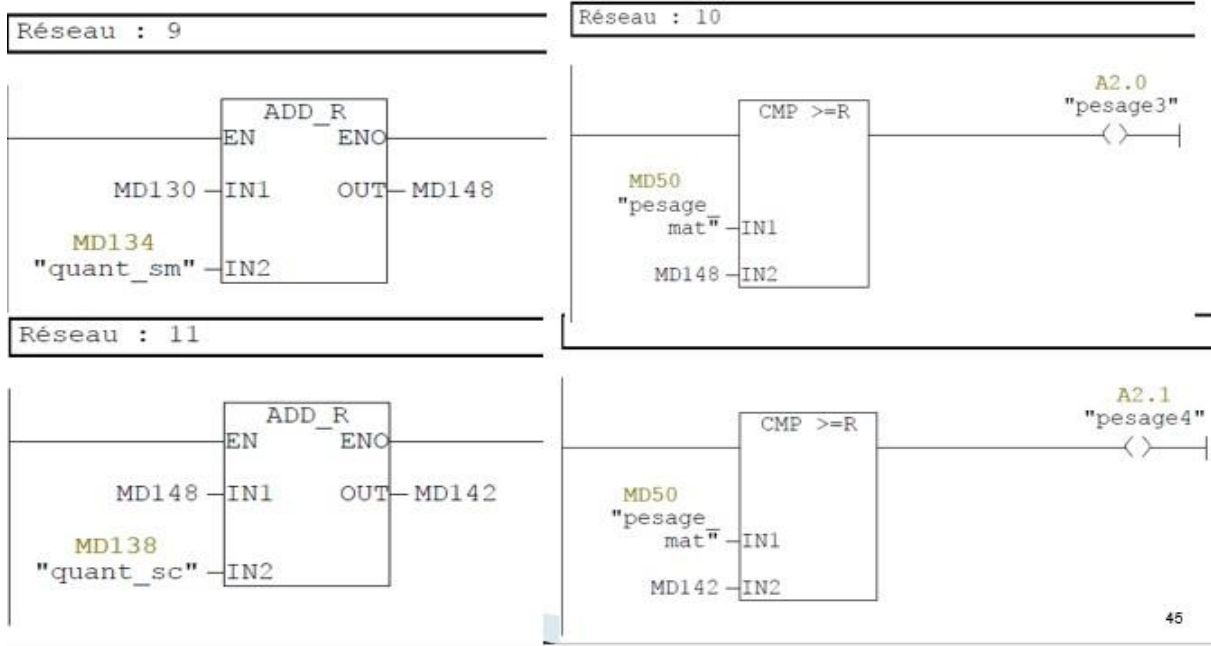 Réseau : 9
ADD_R
EN ENO
MD130 IN1 OUT MD148
MD134
"quant_sm" IN2
Réseau : 10
A2.0
"pesage3"
CMP >=R
MD50
"pesage_
mat" IN1
MD148 IN2
Réseau : 11
ADD_R
EN ENO
MD148 IN1 OUT MD142
MD138
"quant_sc" IN2
A2.1
"pesage4"
CMP >=R
MD50
"pesage_
mat" IN1
MD142 IN2
45